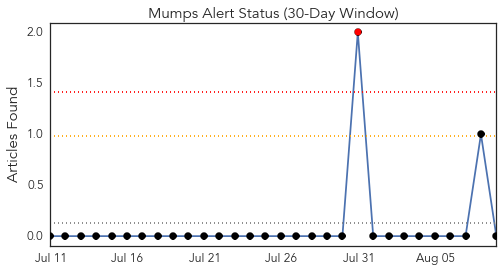 Mumps Alert Status (30-Day Window)
Articles Found
2.0
1.5
1.0
0.5
0.0
Jul 11 Jul 16 Jul 21 Jul 26 Jul 31 Aug 05